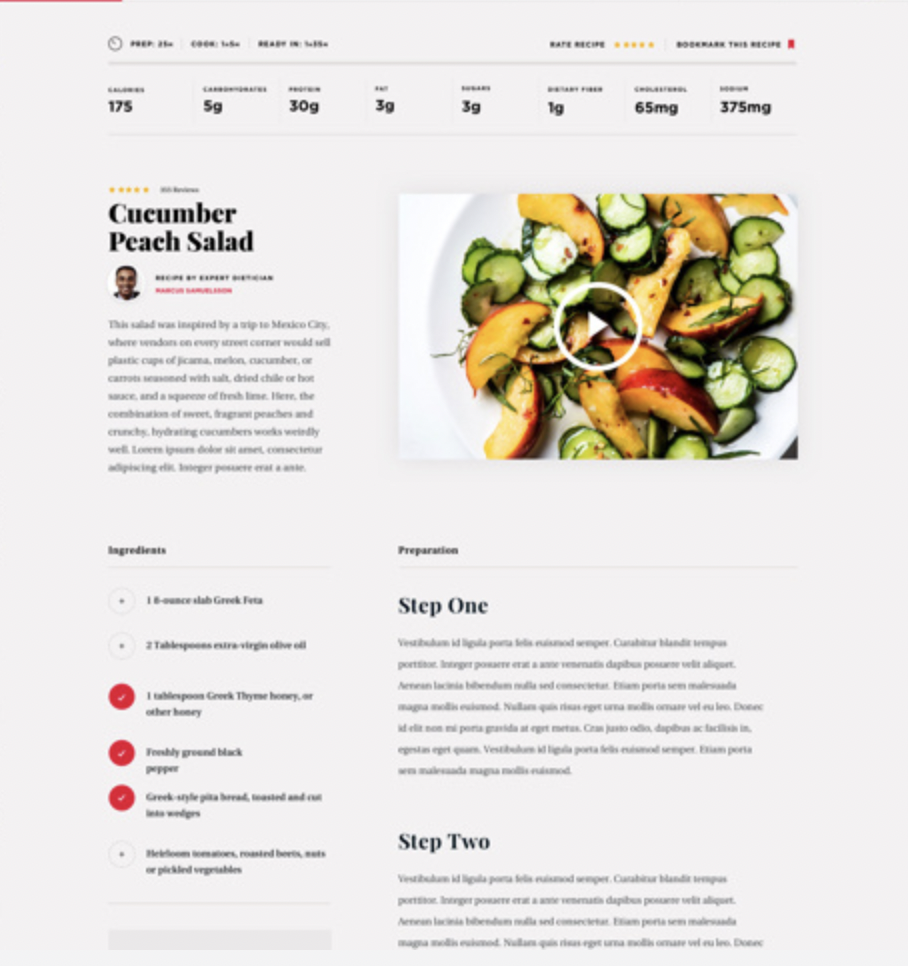 PREP: 25M
COOK: 1H5M
READY IN: 1H35M
RATE RECIPE
BOOKMARK THIS RECIPE
CALORIES
175
CARBOHYDRATES
5g
PROTEIN
30g
FAT
3g
SUGARS
3g
DIETARY FIBER
1g
CHOLESTEROL
65mg
SODIUM
375mg
Reviews
Cucumber
Peach Salad
RECIPE BY EXPERT DIETICIAN
MARCUS SAMUELSSON
This salad was inspired by a trip to Mexico City,
where vendors on every street corner would sell
plastic cups of jicama, melon, cucumber, or
carrots seasoned with salt, dried chile or hot
sauce, and a squeeze of fresh lime. Here, the
combination of sweet, fragrant peaches and
crunchy, hydrating cucumbers works weirdly
well. Lorem ipsum dolor sit amet, consectetur
adipiscing elit. Integer posuere erat a ante.
Ingredients
1 8-ounce slab Greek Feta
2 Tablespoons extra-virgin olive oil
1 tablespoon Greek Thyme honey, or
other honey
Freshly ground black
pepper
Greek-style pita bread, toasted and cut
into wedges
Heirloom tomatoes, roasted beets, nuts
or pickled vegetables
Preparation
Step One
Vestibulum id ligula porta felis euismod semper. Curabitur blandit tempus
porttitor. Integer posuere erat a ante venenatis dapibus posuere velit aliquet.
Aenean lacinia bibendum nulla sed consectetur. Etiam porta sem malesuada
magna mollis euismod. Nullam quis risus eget urna mollis ornare vel eu leo. Donec
id elit non mi porta gravida at eget metus. Cras justo odio, dapibus ac facilisis in,
egestas eget quam. Vestibulum id ligula porta felis euismod semper. Etiam porta
sem malesuada magna mollis euismod.
Step Two
Vestibulum id ligula porta felis euismod semper. Curabitur blandit tempus
porttitor. Integer posuere erat a ante venenatis dapibus posuere velit aliquet.
Aenean lacinia bibendum nulla sed consectetur. Etiam porta sem malesuada
magna mollis euismod. Nullam quis risus eget urna mollis ornare vel eu leo. Donec